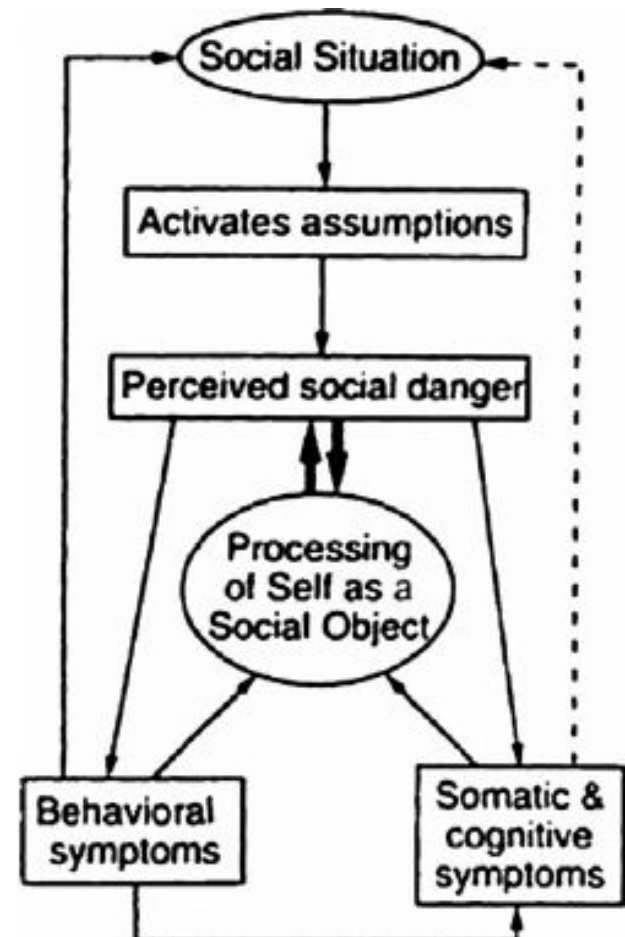 Social Situation
Activates assumptions
Perceived social danger
Processing
of Self as a
Social Object
Behavioral
symptoms
Somatic &
cognitive
symptoms